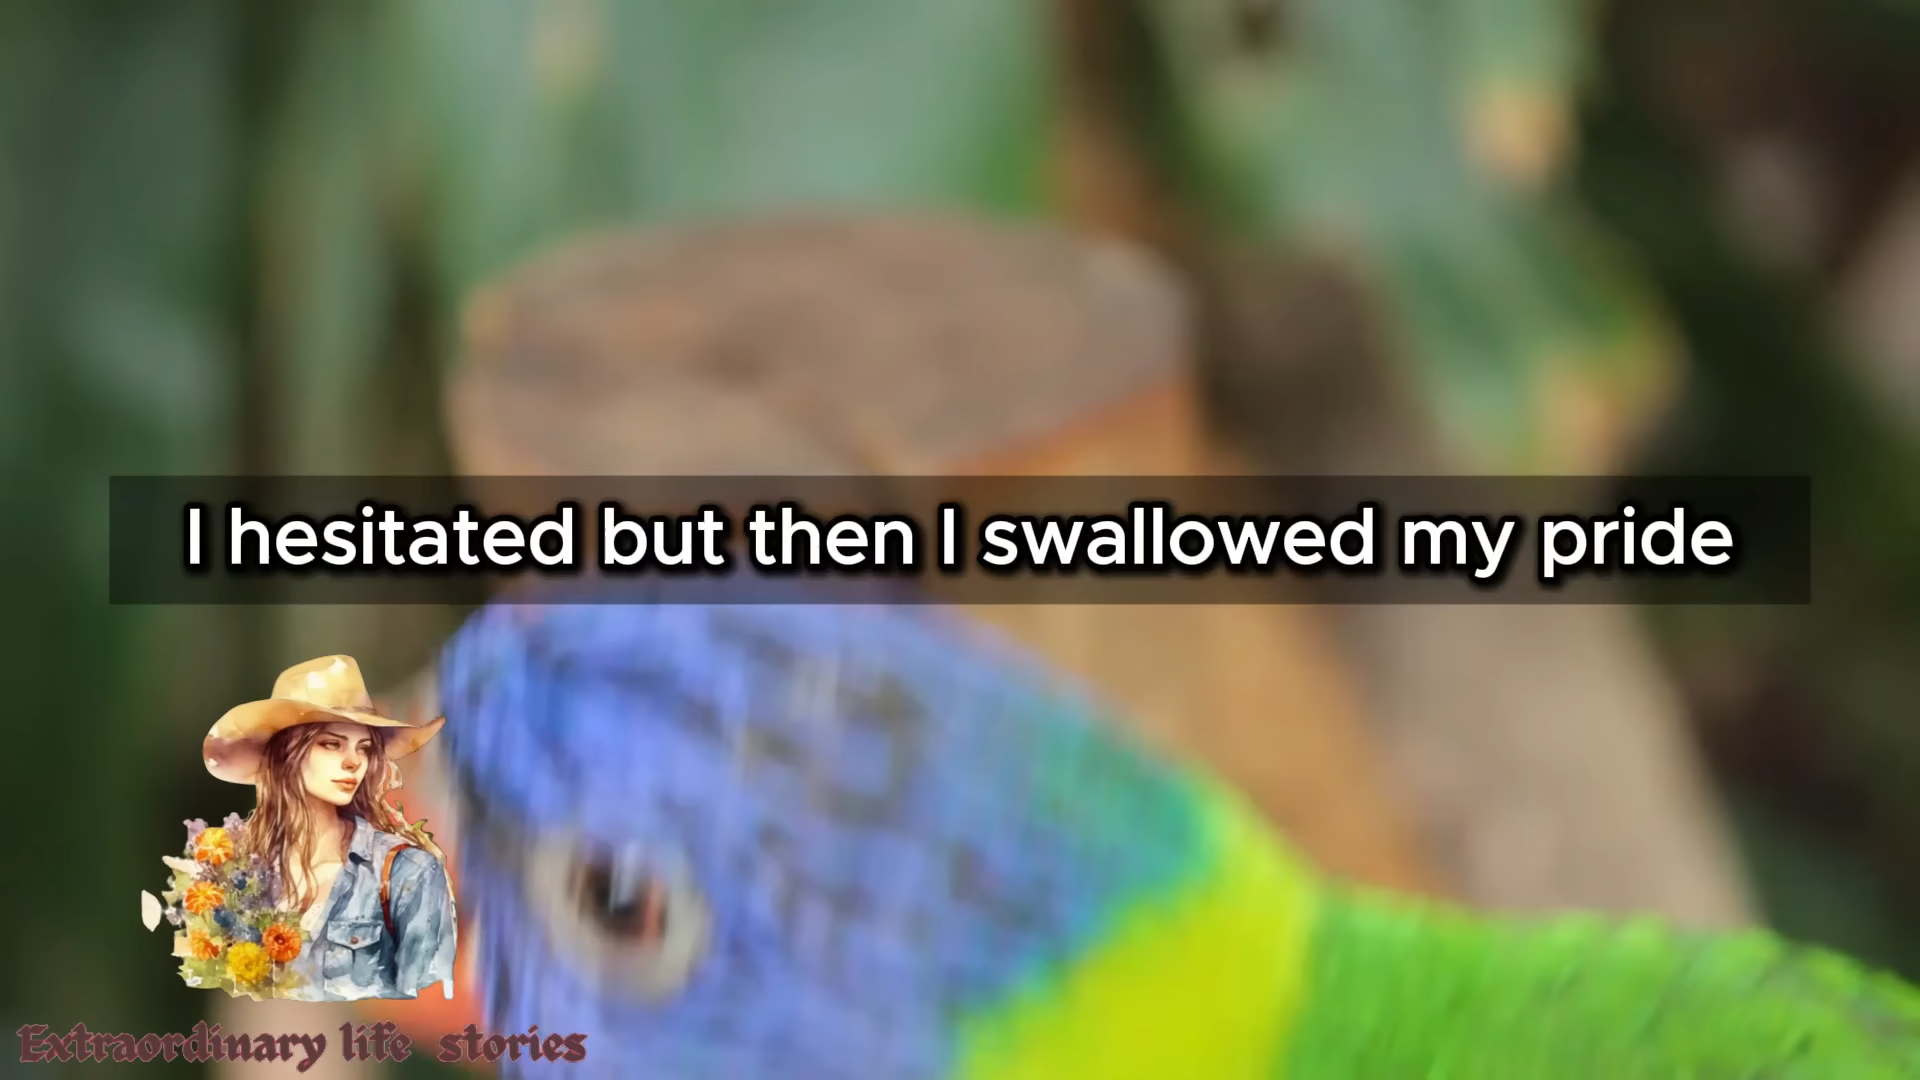 I hesitated but then I swallowed my pride
Extraordinary life stories